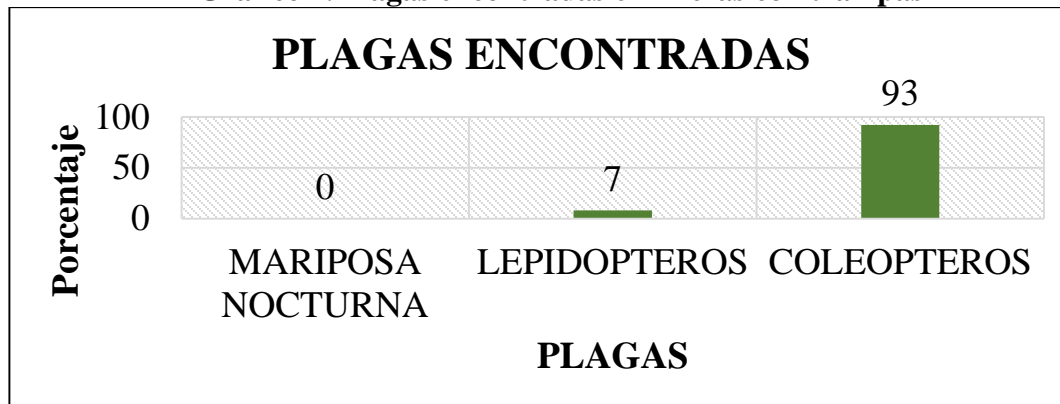 PLAGAS ENCONTRADAS
Porcentaje
100
50
0
0
7
93
MARIPOSA NOCTURNA
LEPIDOPTEROS
COLEOPTEROS
PLAGAS